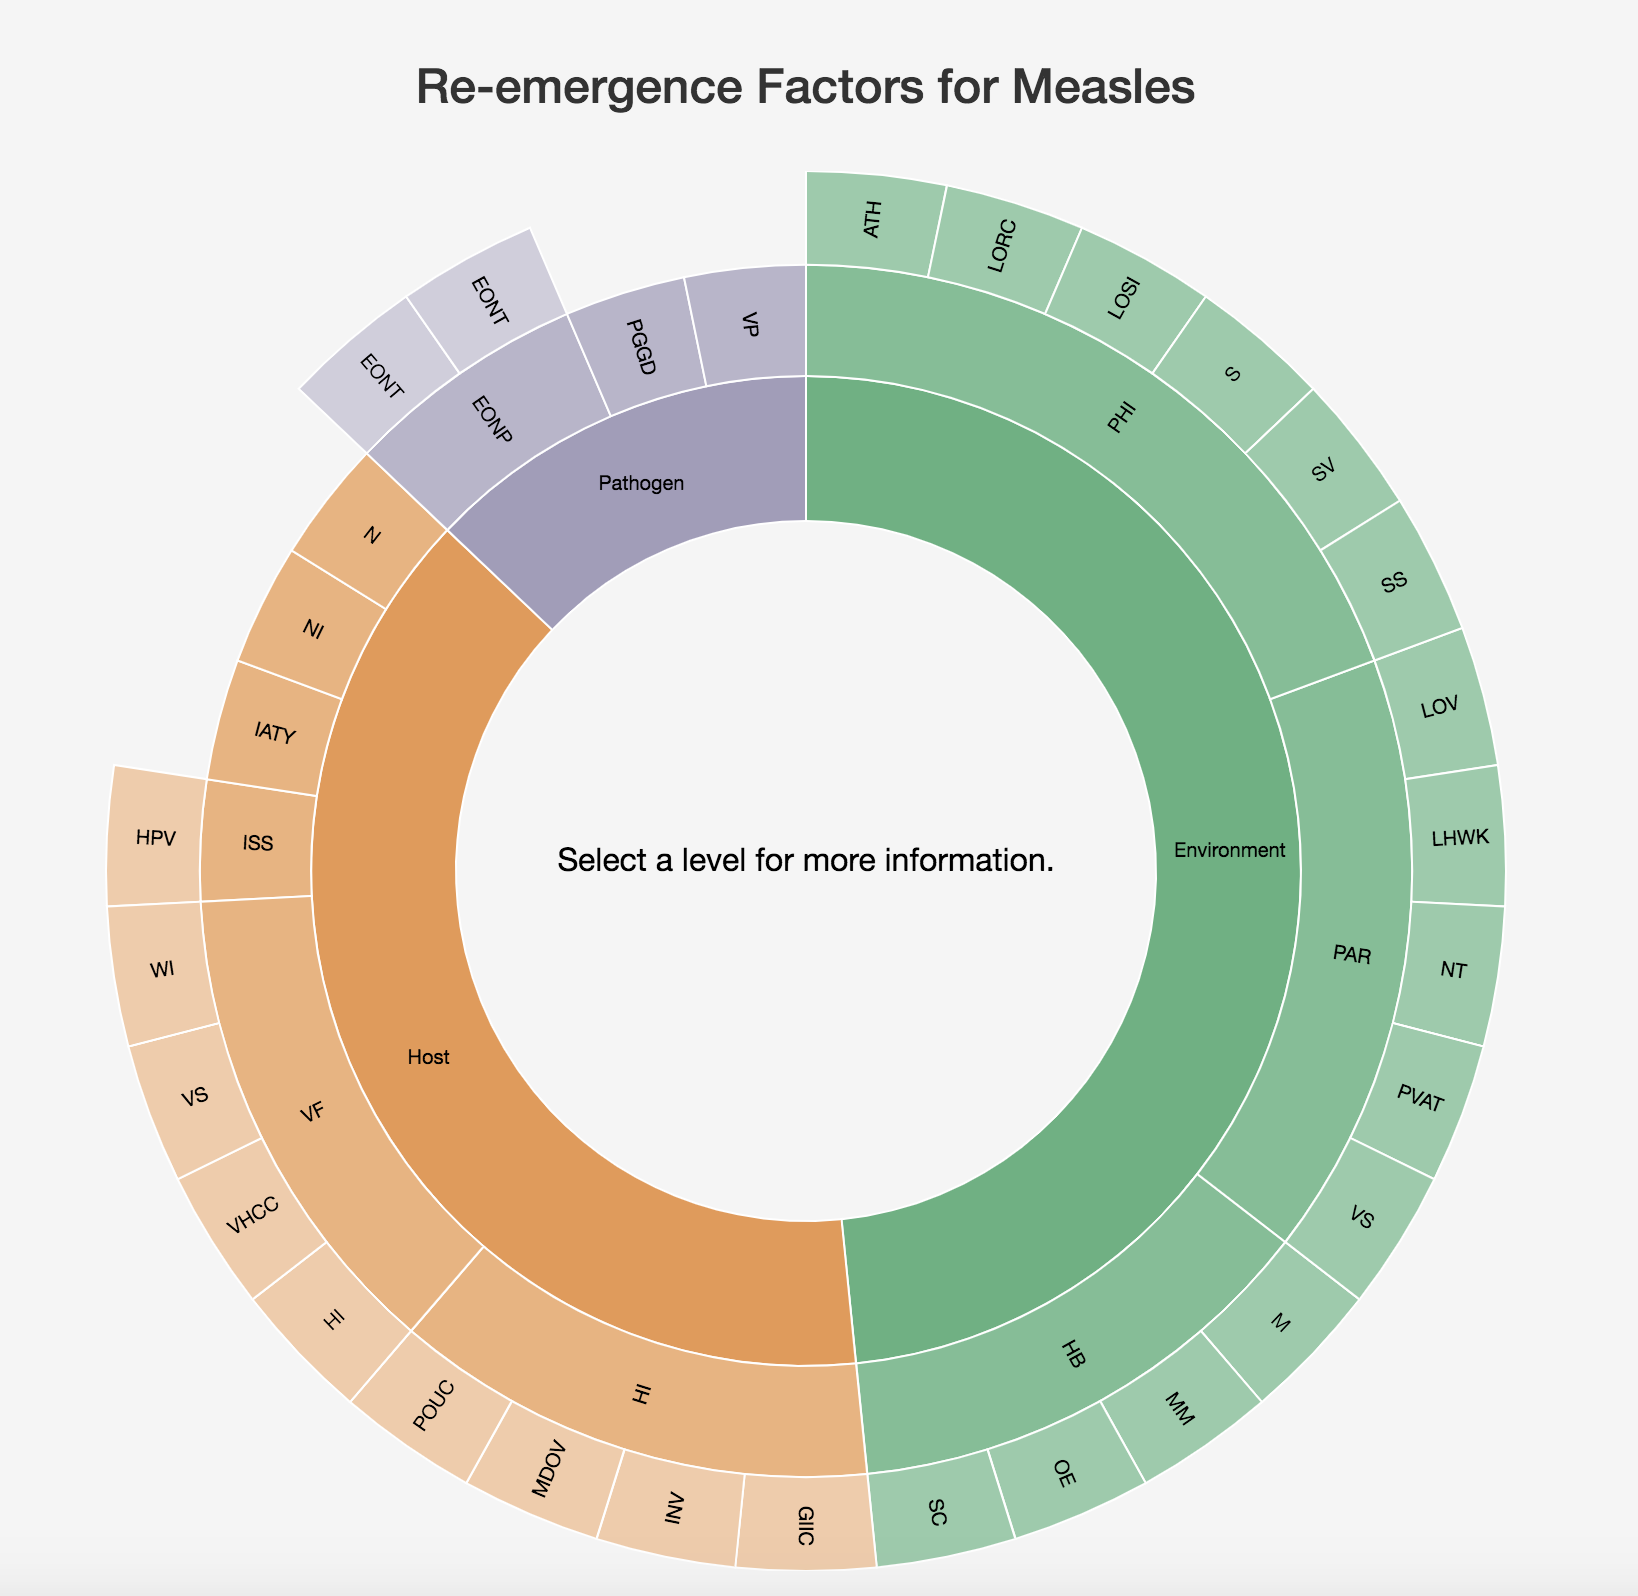 Re-emergence Factors for Measles
ATH
LORC
LOSI
S
SV
SS
LOV
LHWK
NT
PVAT
VS
M
MM
OE
SC
GIIC
INV
MDOV
POUC
HI
VHCC
VS
WI
HPV
EONT
EONT
PHI
PAR
HB
HI
VF
ISS
IATY
NI
N
EONP
PGGD
VP
Environment
Host
Pathogen
Select a level for more information.